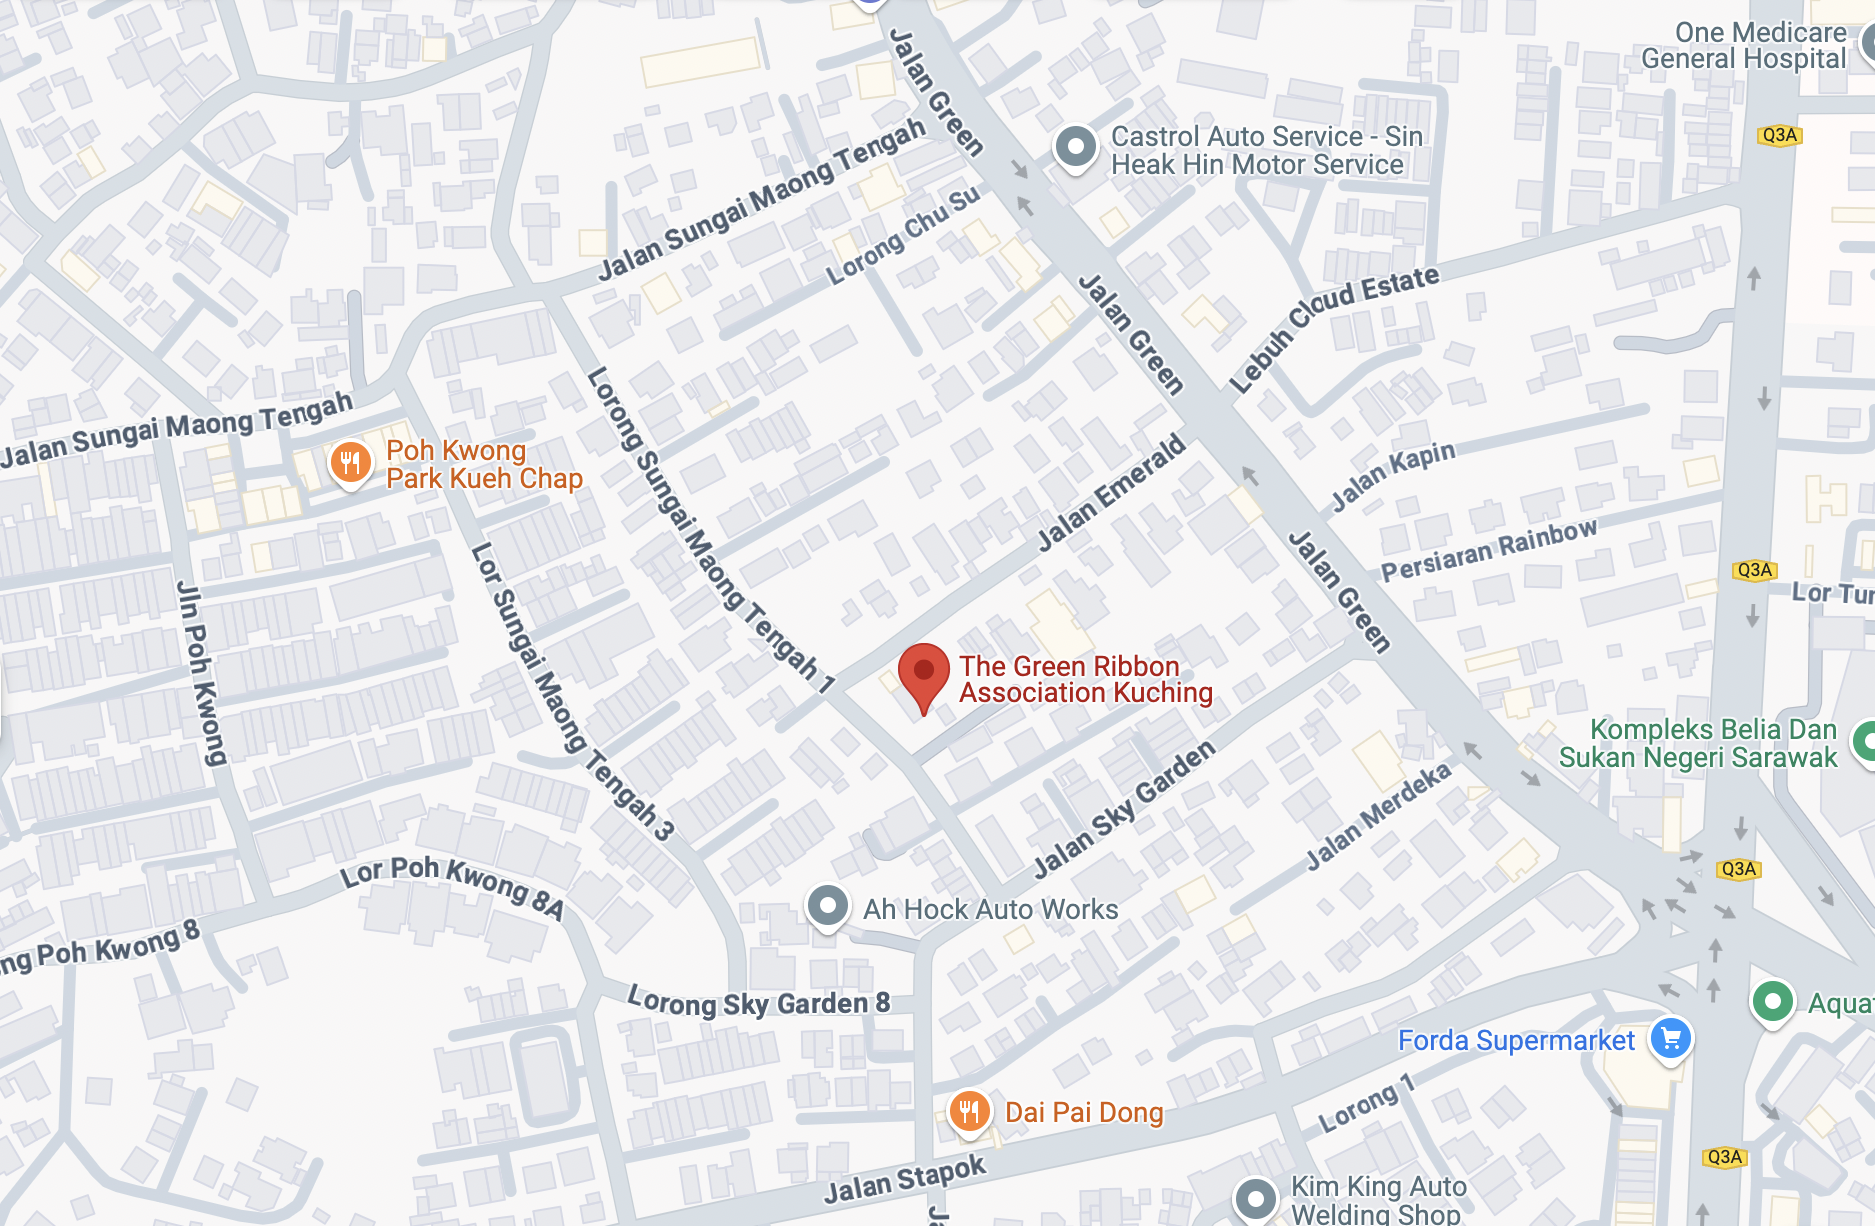 One Medicare
General Hospital
Jalan Green
Q3A
Castrol Auto Service - Sin
Heak Hin Motor Service
Jalan Sungai Maong Tengah
Lorong Chu Su
Jalan Green
Lebuh Cloud Estate
Jalan Sungai Maong Tengah
Poh Kwong
Park Kueh Chap
Lorong Sungai Maong Tengah 1
Jalan Emerald
Jalan Kapin
Persiaran Rainbow
Jalan Green
Q3A
Lor Tur
Jln Poh Kwong
Lor Sungai Maong Tengah 3
The Green Ribbon
Association Kuching
Kompleks Belia Dan
Sukan Negeri Sarawak
Jalan Sky Garden
Jalan Merdeka
Q3A
Lor Poh Kwong 8A
Ah Hock Auto Works
ng Poh Kwong 8
Lorong Sky Garden 8
Aquat
Forda Supermarket
Lorong 1
Dai Pai Dong
Q3A
Jalan Stapok
Ja
Kim King Auto
Welding Shop